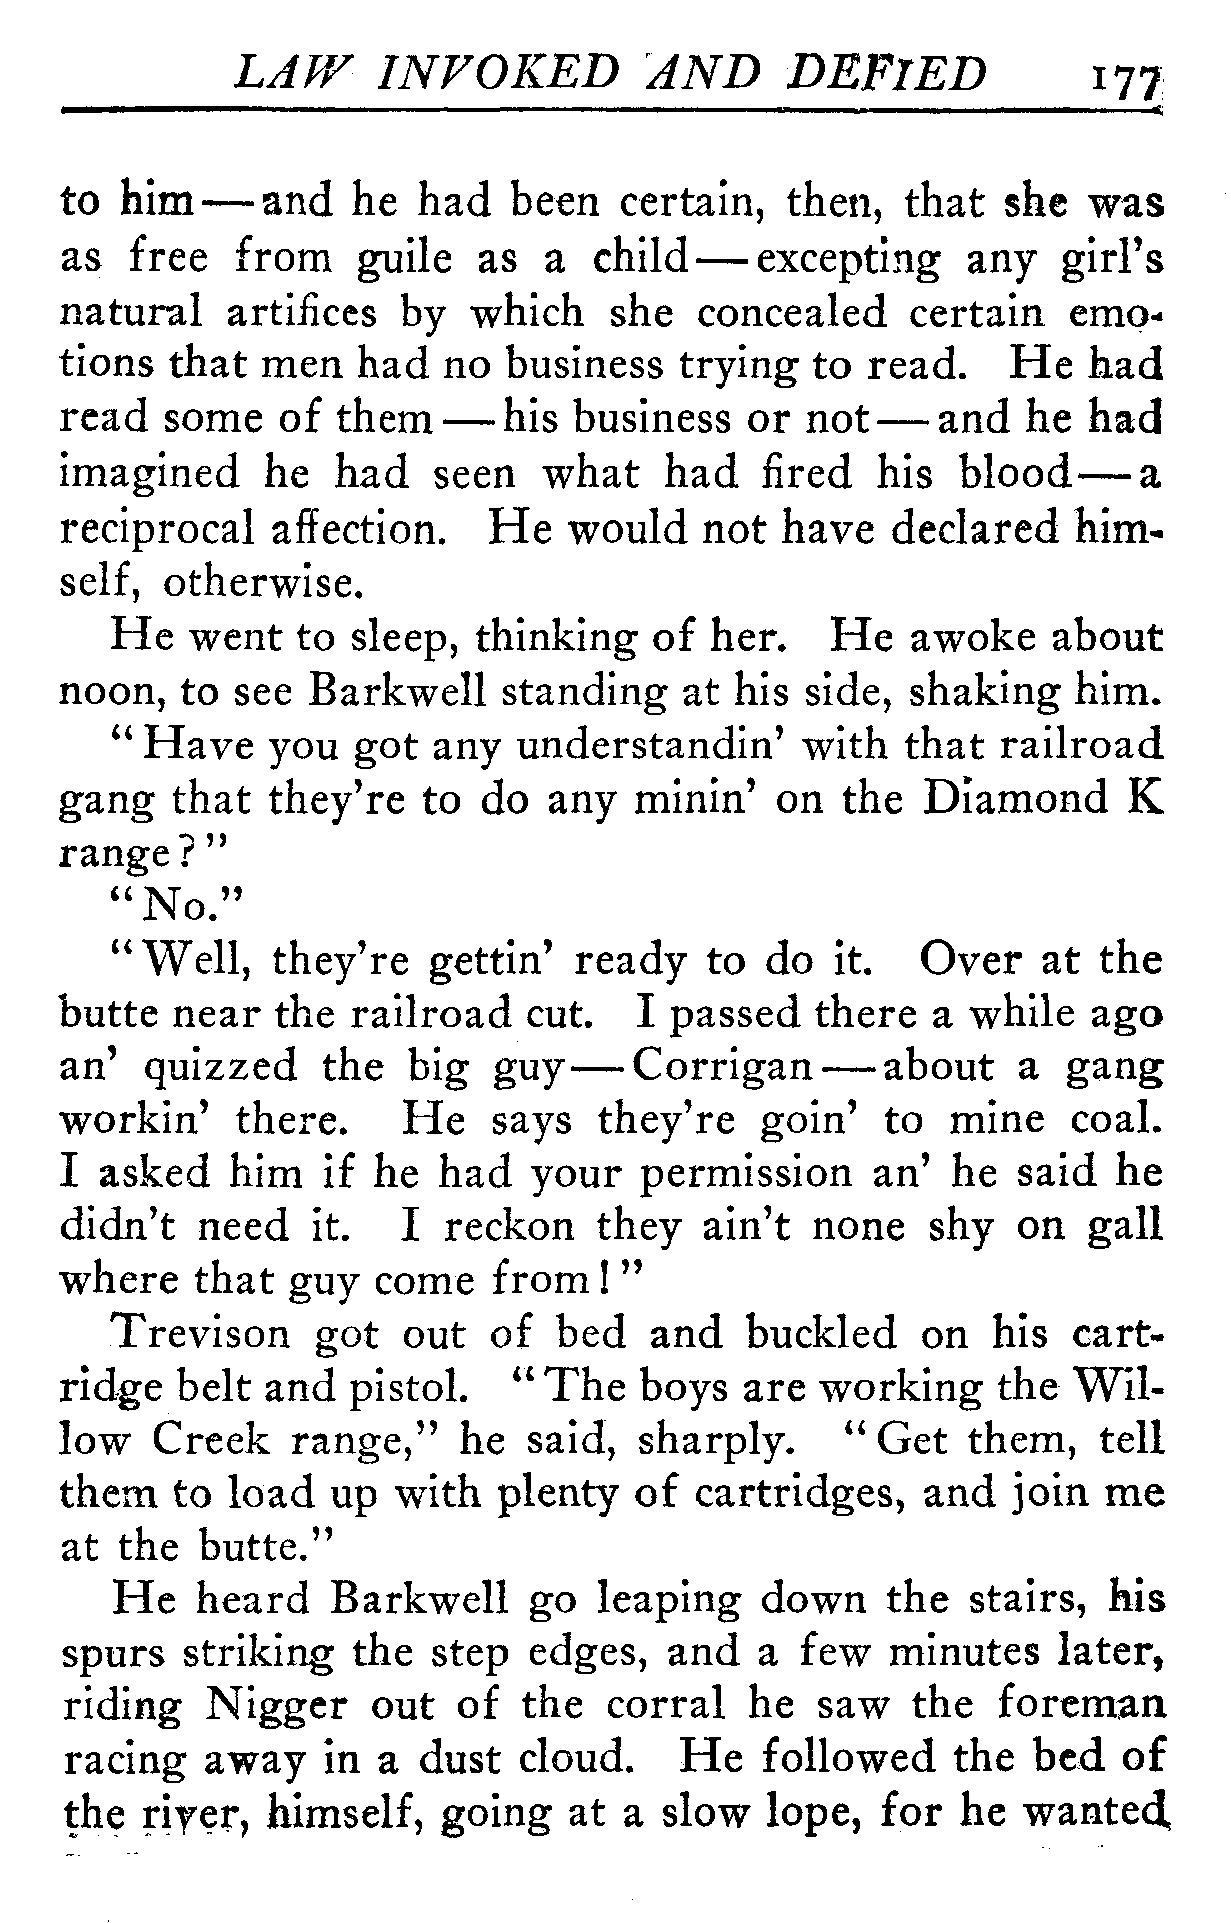 LAW INVOKED AND DEFIED 177
to him — and he had been certain, then, that she was
as free from guile as a child — excepting any girl's
natural artifices by which she concealed certain emo-
tions that men had no business trying to read. He had
read some of them — his business or not — and he had
imagined he had seen what had fired his blood — a
reciprocal affection. He would not have declared him-
self, otherwise.
He went to sleep, thinking of her. He awoke about
noon, to see Barkwell standing at his side, shaking him.
"Have you got any understandin' with that railroad
gang that they're to do any minin' on the Diamond K
range?"
"No."
"Well, they're gettin' ready to do it. Over at the
butte near the railroad cut. I passed there a while ago
an' quizzed the big guy — Corrigan — about a gang
workin' there. He says they're goin' to mine coal.
I asked him if he had your permission an' he said he
didn't need it. I reckon they ain't none shy on gall
where that guy come from!"
Trevison got out of bed and buckled on his cart-
ridge belt and pistol. "The boys are working the Wil-
low Creek range," he said, sharply. "Get them, tell
them to load up with plenty of cartridges, and join me
at the butte."
He heard Barkwell go leaping down the stairs, his
spurs striking the step edges, and a few minutes later,
riding Nigger out of the corral he saw the foreman
racing away in a dust cloud. He followed the bed of
the river, himself, going at a slow lope, for he wanted